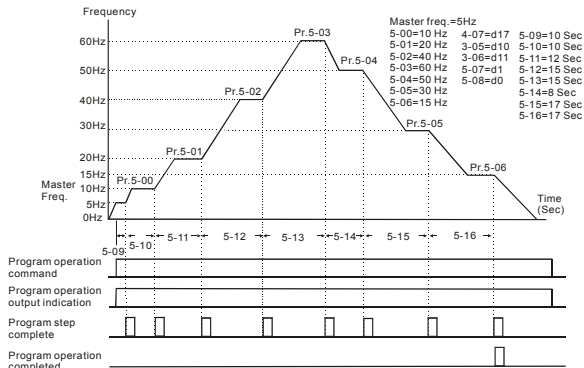 Frequency
Master freq.=5Hz
5-00=10 Hz 4-07=d17 5-09=10 Sec
5-01=20 Hz 3-05=d10 5-10=10 Sec
5-02=40 Hz 3-06=d11 5-11=12 Sec
5-03=60 Hz 5-07=d1 5-12=15 Sec
5-04=50 Hz 5-08=d0 5-13=15 Sec
5-05=30 Hz 5-14=8 Sec
5-06=15 Hz 5-15=17 Sec
5-16=17 Sec
Pr.5-03
60Hz
Pr.5-04
50Hz
Pr.5-02
40Hz
Pr.5-05
30Hz
Pr.5-01
20Hz
Pr.5-06
15Hz
Pr.5-00
Master Freq.
10Hz
5Hz
0Hz
Time
(Sec)
5-09 5-10 5-11 5-12 5-13 5-14 5-15 5-16
Program operation
command
Program operation
output indication
Program step
complete
Program operation
completed